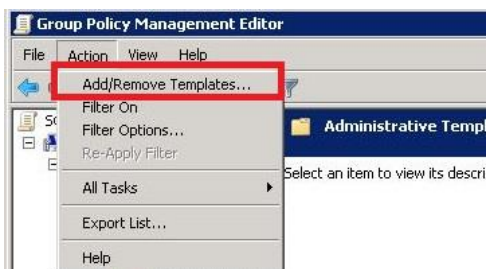 Group Policy Management Editor
File Action View Help
Add/Remove Templates...
Filter On
Filter Options...
Re-Apply Filter
All Tasks
Export List...
Help
Administrative Templ
Select an item to view its descri